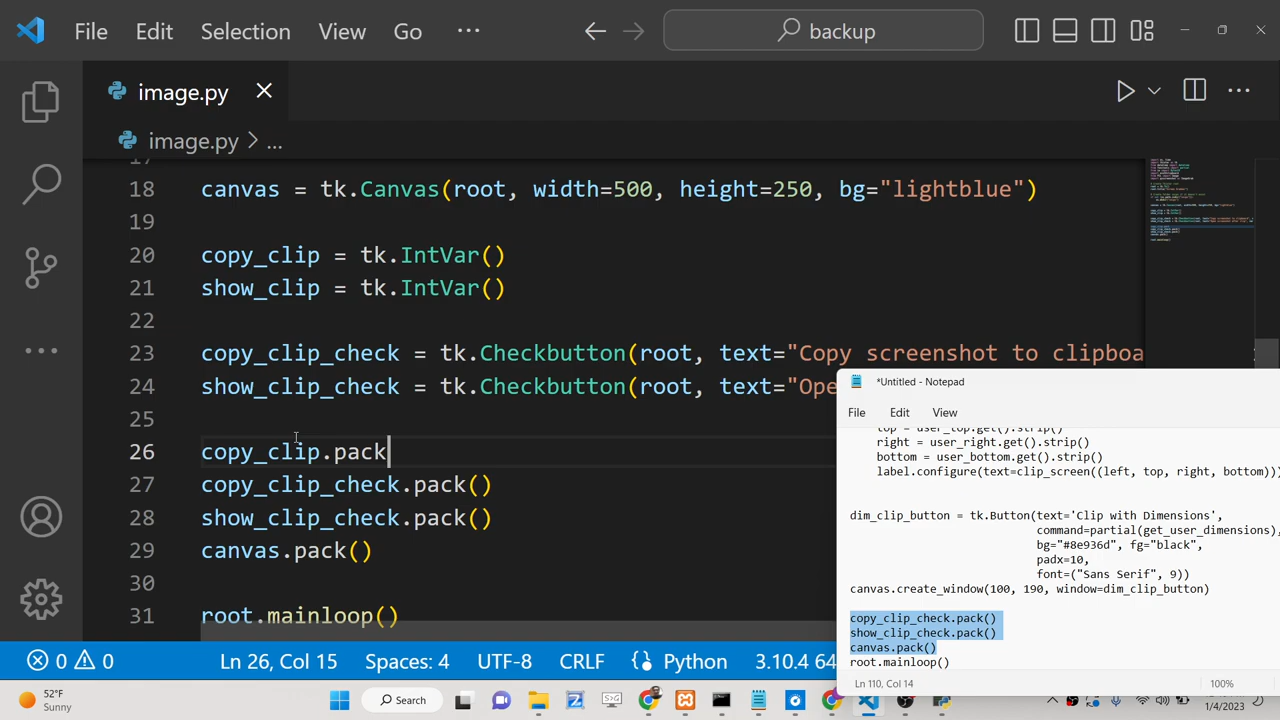 File Edit Selection View Go ··· backup
image.py
image.py > ...
17
18 canvas = tk.Canvas(root, width=500, height=250, bg="lightblue")
19
20 copy_clip = tk.IntVar()
21 show_clip = tk.IntVar()
22
23 copy_clip_check = tk.Checkbutton(root, text="Copy screenshot to clipboa
24 show_clip_check = tk.Checkbutton(root, text="Ope
25
26 copy_clip.pack
27 copy_clip_check.pack()
28 show_clip_check.pack()
29 canvas.pack()
30
31 root.mainloop()
*Untitled - Notepad
File Edit View
top = user_top.get().strip()
right = user_right.get().strip()
bottom = user_bottom.get().strip()
label.configure(text=clip_screen((left, top, right, bottom)))
dim_clip_button = tk.Button(text='Clip with Dimensions',
command=partial(get_user_dimensions),
bg="#8e936d", fg="black",
padx=10,
font=("Sans Serif", 9))
canvas.create_window(100, 190, window=dim_clip_button)
copy_clip_check.pack()
show_clip_check.pack()
canvas.pack()
root.mainloop()
Ln 110, Col 14 100%
0 0 Ln 26, Col 15 Spaces: 4 UTF-8 CRLF {} Python 3.10.4 64
52°F
Sunny
Search
1/4/2023